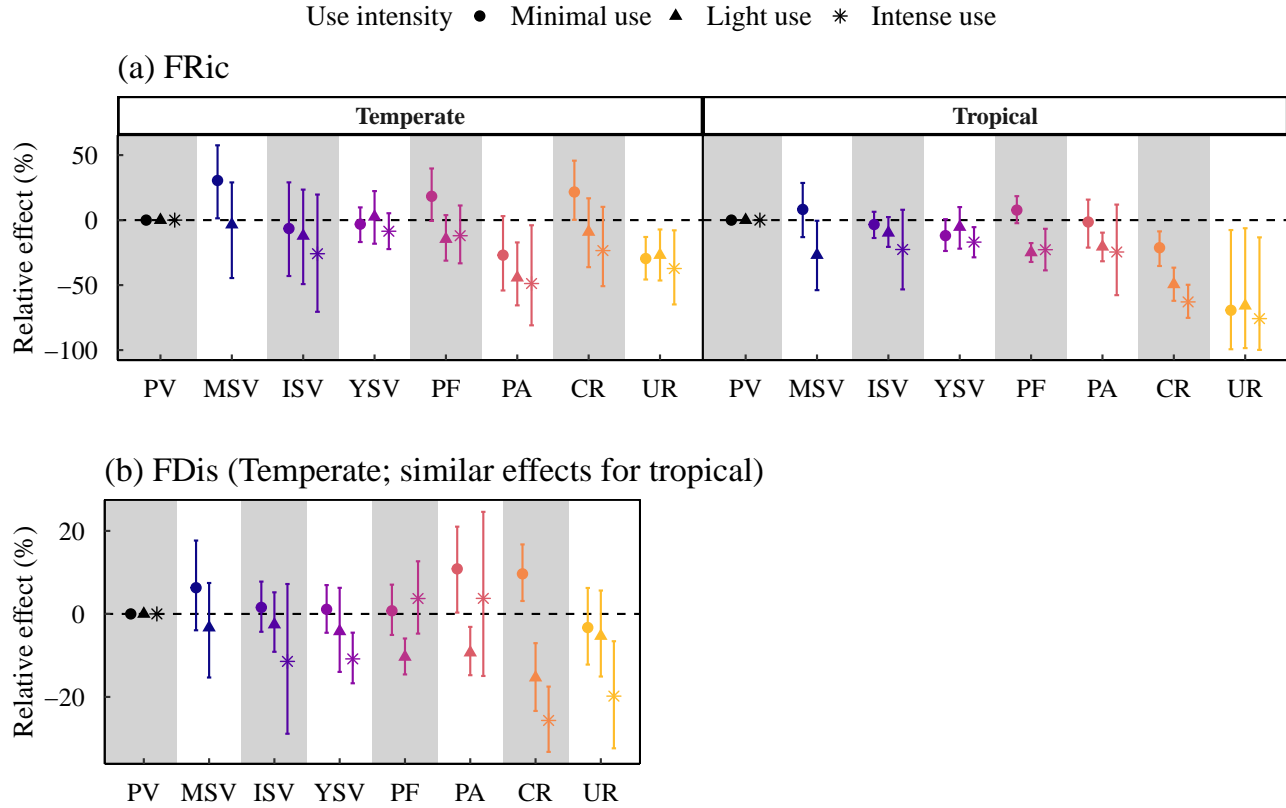 Use intensity Minimal use Light use Intense use
(a) FRic
Temperate Tropical
Relative effect (%)
50
0
−50
−100
PV MSV ISV YSV PF PA CR UR PV MSV ISV YSV PF PA CR UR
(b) FDis (Temperate; similar effects for tropical)
Relative effect (%)
20
0
−20
PV MSV ISV YSV PF PA CR UR